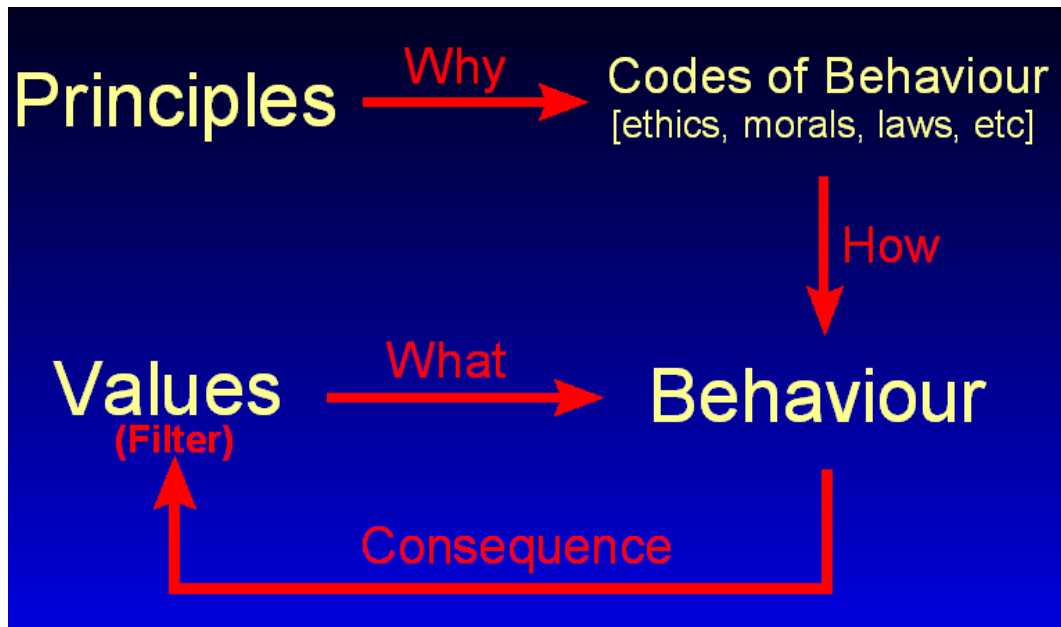 Principles
Why
Codes of Behaviour
[ethics, morals, laws, etc]
How
Values
(Filter)
What
Behaviour
Consequence